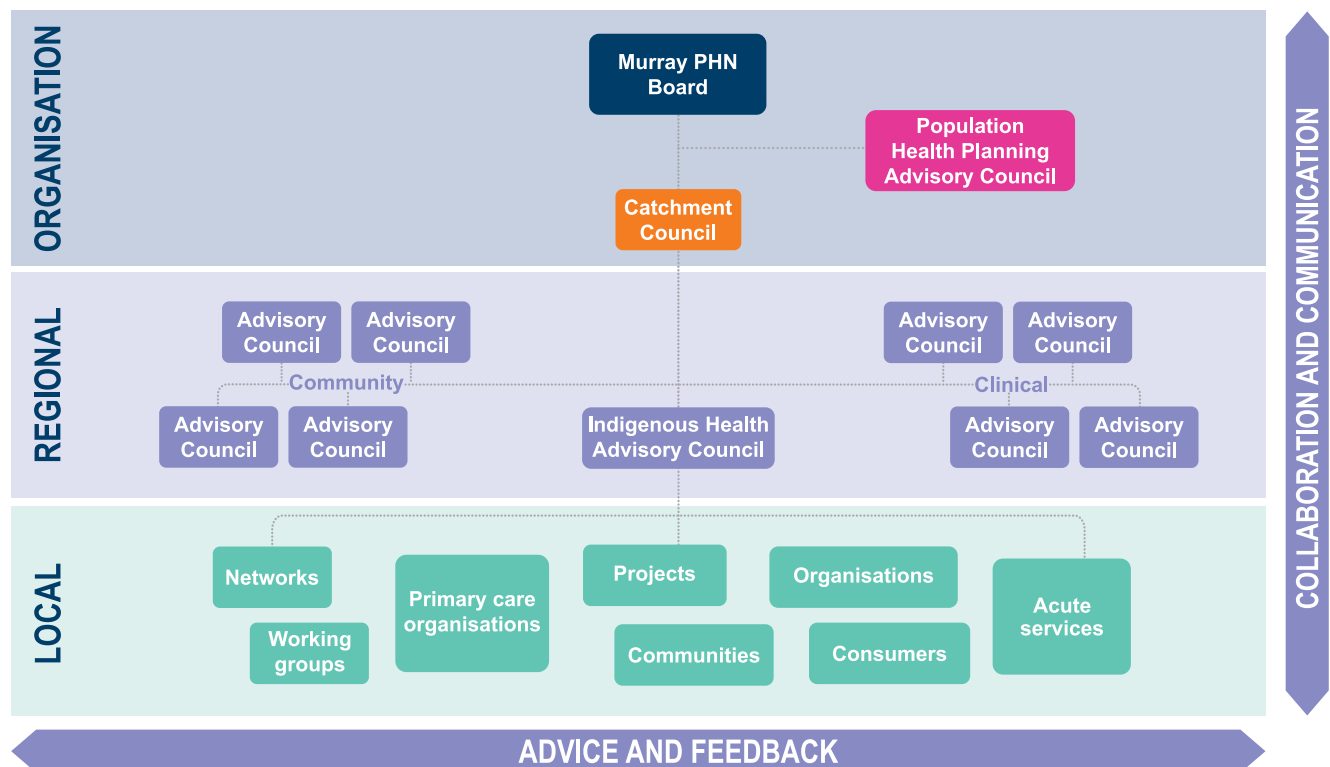 ORGANISATION
Murray PHN
Board
Population
Health Planning
Advisory Council
Catchment
Council
REGIONAL
Advisory
Council
Advisory
Council
Community
Advisory
Council
Advisory
Council
Indigenous Health
Advisory Council
Advisory
Council
Advisory
Council
Clinical
Advisory
Council
Advisory
Council
LOCAL
Networks
Working
groups
Primary care
organisations
Projects
Communities
Organisations
Consumers
Acute
services
COLLABORATION AND COMMUNICATION
ADVICE AND FEEDBACK